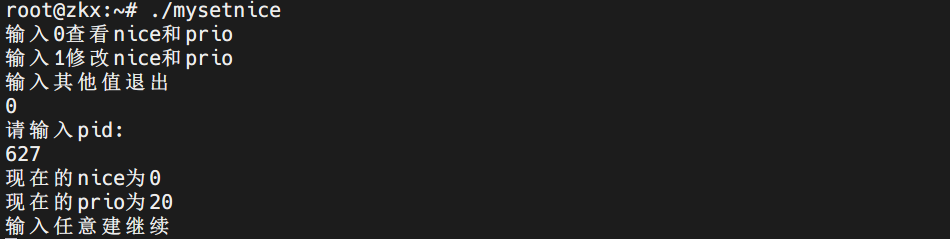 root@zkx:~# ./mysetnice
输入0查看nice和prio
输入1修改nice和prio
输入其他值退出
0
请输入pid:
627
现在的nice为0
现在的prio为20
输入任意建继续